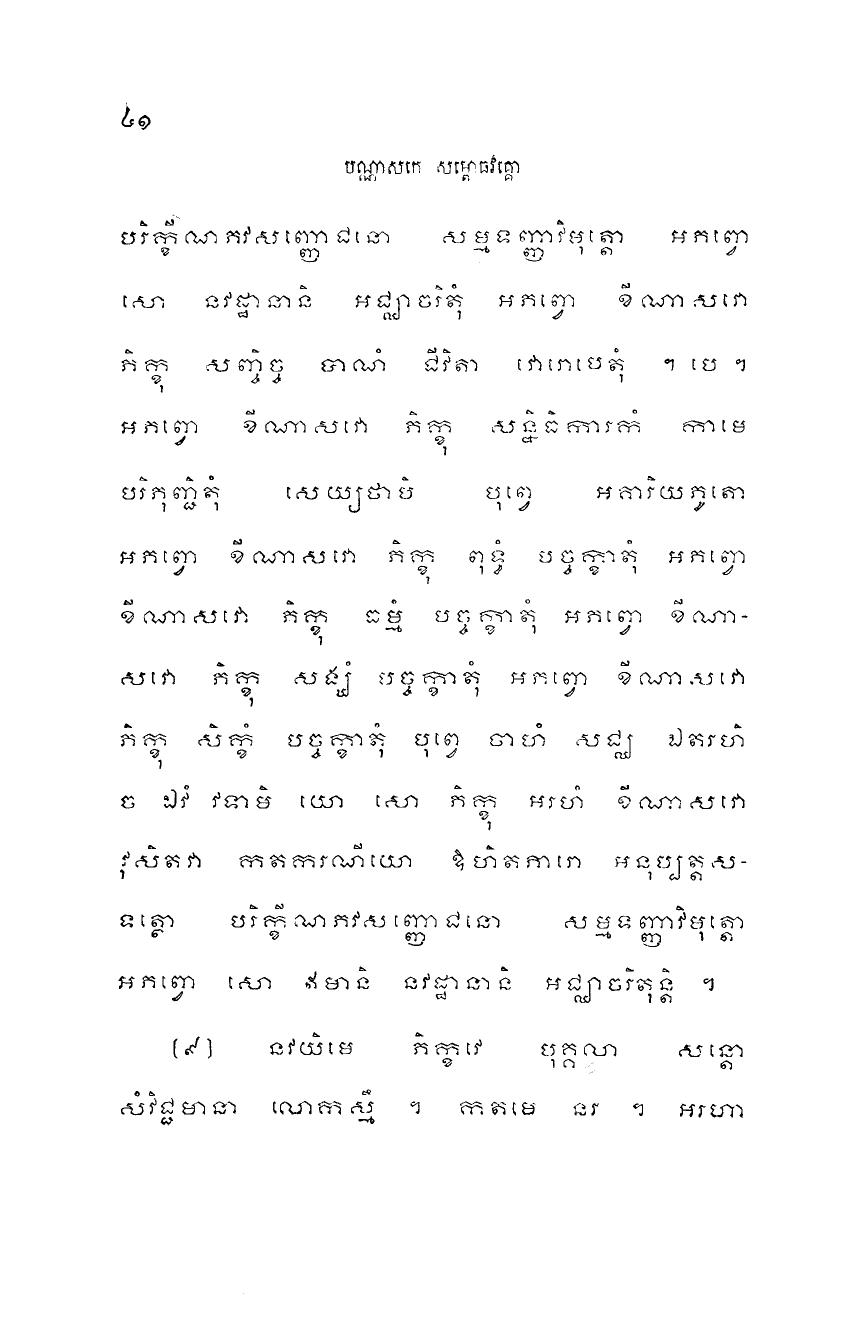 ៤១
បណ្ណាសកេ សម្ពោធវគ្គោ
បរិក្ខីណភវសញ្ញោជនោ សម្មទញ្ញាវិមុត្តោ អភព្វោ
សោ នវដ្ឋានានិ អជ្ឈាចរិតុំ អភព្វោ ខីណាសវោ
ភិក្ខុ សញ្ចិច្ច បាណំ ជីវិតា វោរោបេតុំ ។ បេ ។
អភព្វោ ខីណាសវោ ភិក្ខុ សន្និធិការកំ កាមេ
បរិភុញ្ជិតុំ សេយ្យថាបិ បុព្វេ អគារិយភូតោ
អភព្វោ ខីណាសវោ ភិក្ខុ ពុទ្ធំ បច្ចក្ខាតុំ អភព្វោ
ខីណាសវោ ភិក្ខុ ធម្មំ បច្ចក្ខាតុំ អភព្វោ ខីណា-
សវោ ភិក្ខុ សង្ឃំ បច្ចក្ខាតុំ អភព្វោ ខីណាសវោ
ភិក្ខុ សិក្ខំ បច្ចក្ខាតុំ បុព្វេ ចាហំ សជ្ឈ ឯតរហិ
ច ឯវំ វទាមិ យោ សោ ភិក្ខុ អរហំ ខីណាសវោ
វុសិតវា កតករណីយោ ឱហិតភារោ អនុប្បត្តស-
ទត្ថោ បរិក្ខីណភវសញ្ញោជនោ សម្មទញ្ញាវិមុត្តោ
អភព្វោ សោ ឥមានិ នវដ្ឋានានិ អជ្ឈាចរិតុន្តិ ។
(៩) នវយិមេ ភិក្ខវេ បុគ្គលា សន្តោ
សំវិជ្ជមានា លោកស្មឹ ។ កតមេ នវ ។ អរហា